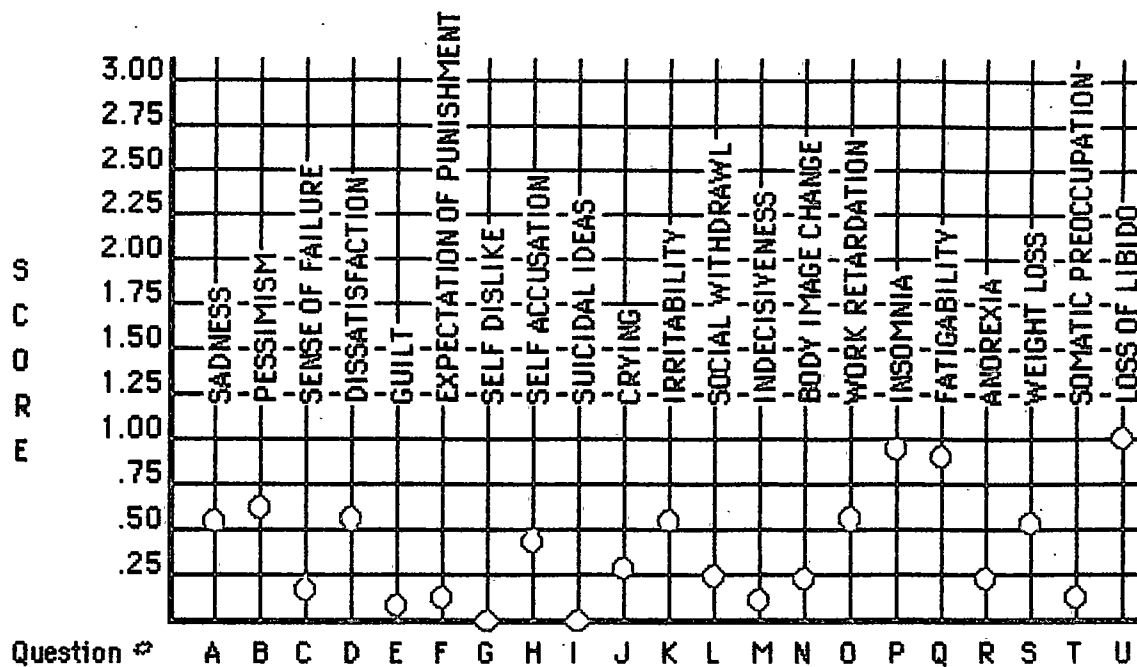 3.00
2.75
2.50
2.25
2.00
1.75
1.50
1.25
1.00
.75
.50
.25
SCORE
SADNESS
PESSIMISM
SENSE OF FAILURE
DISSATISFACTION
GUILT
EXPECTATION OF PUNISHMENT
SELF DISLIKE
SELF ACCUSATION
SUICIDAL IDEAS
CRYING
IRRITABILITY
SOCIAL WITHDRAWL
INDECISIVENESS
BODY IMAGE CHANGE
WORK RETARDATION
INSOMNIA
FATIGABILITY
ANOREXIA
WEIGHT LOSS
SOMATIC PREOCCUPATION
LOSS OF LIBIDO
Question # A B C D E F G H I J K L M N O P Q R S T U